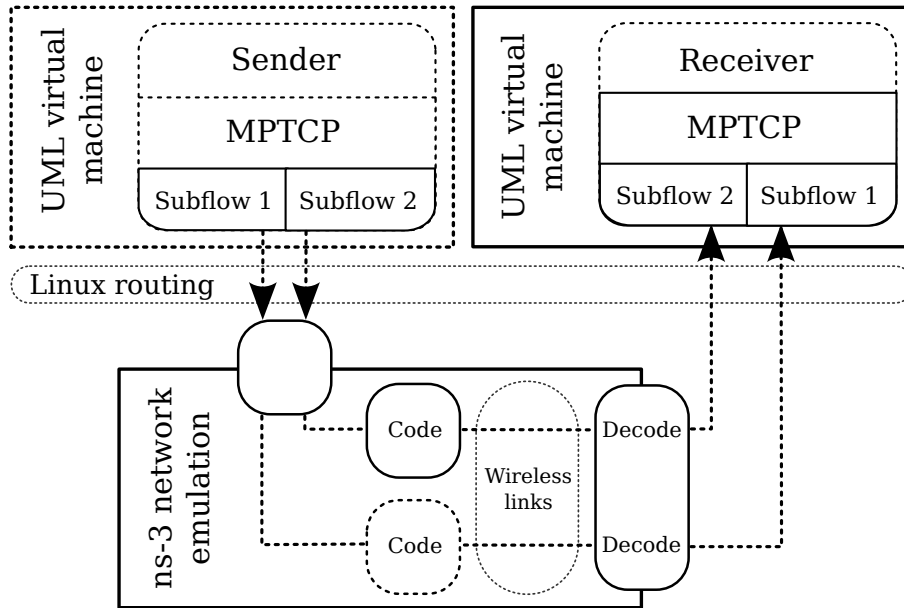 UML virtual
machine
Sender
MPTCP
Subflow 1
Subflow 2
UML virtual
machine
Receiver
MPTCP
Subflow 2
Subflow 1
Linux routing
ns-3 network
emulation
Code
Wireless
links
Decode
Code
Decode